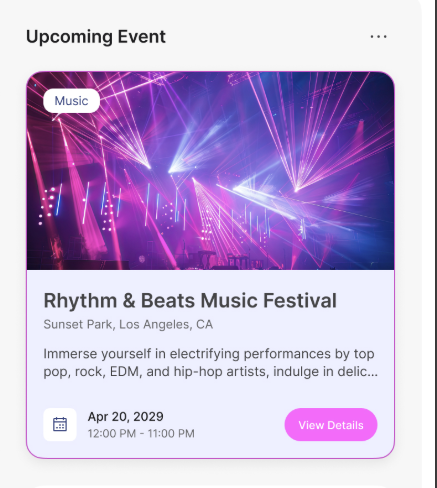 Upcoming Event
Music
Rhythm & Beats Music Festival
Sunset Park, Los Angeles, CA
Immerse yourself in electrifying performances by top
pop, rock, EDM, and hip-hop artists, indulge in delic...
Apr 20, 2029
12:00 PM - 11:00 PM
View Details